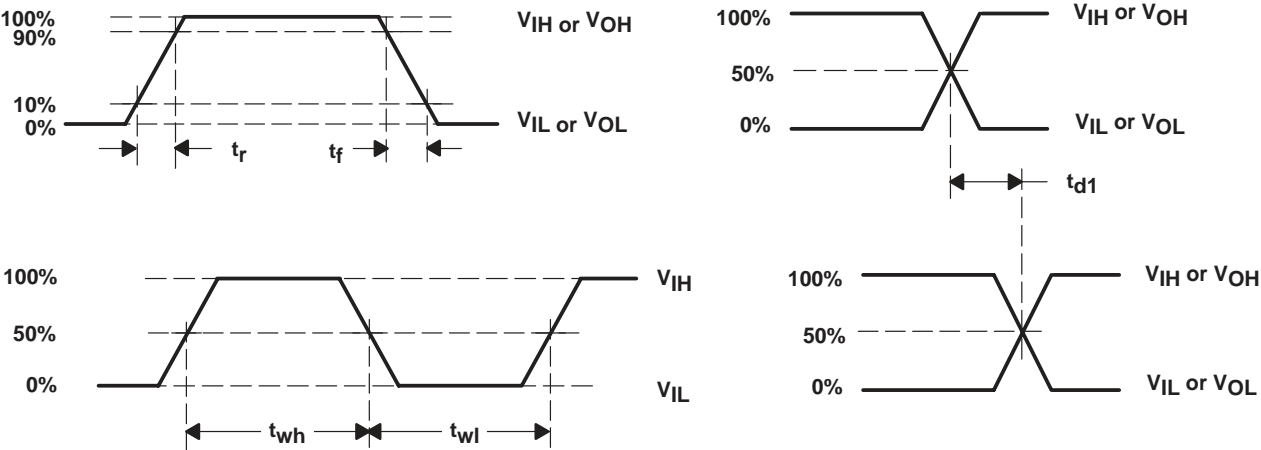 100%
90%
10%
0%
VIH or VOH
VIL or VOL
tr
tf
100%
50%
0%
VIH or VOH
VIL or VOL
td1
100%
50%
0%
VIH
VIL
twh
twl
100%
50%
0%
VIH or VOH
VIL or VOL